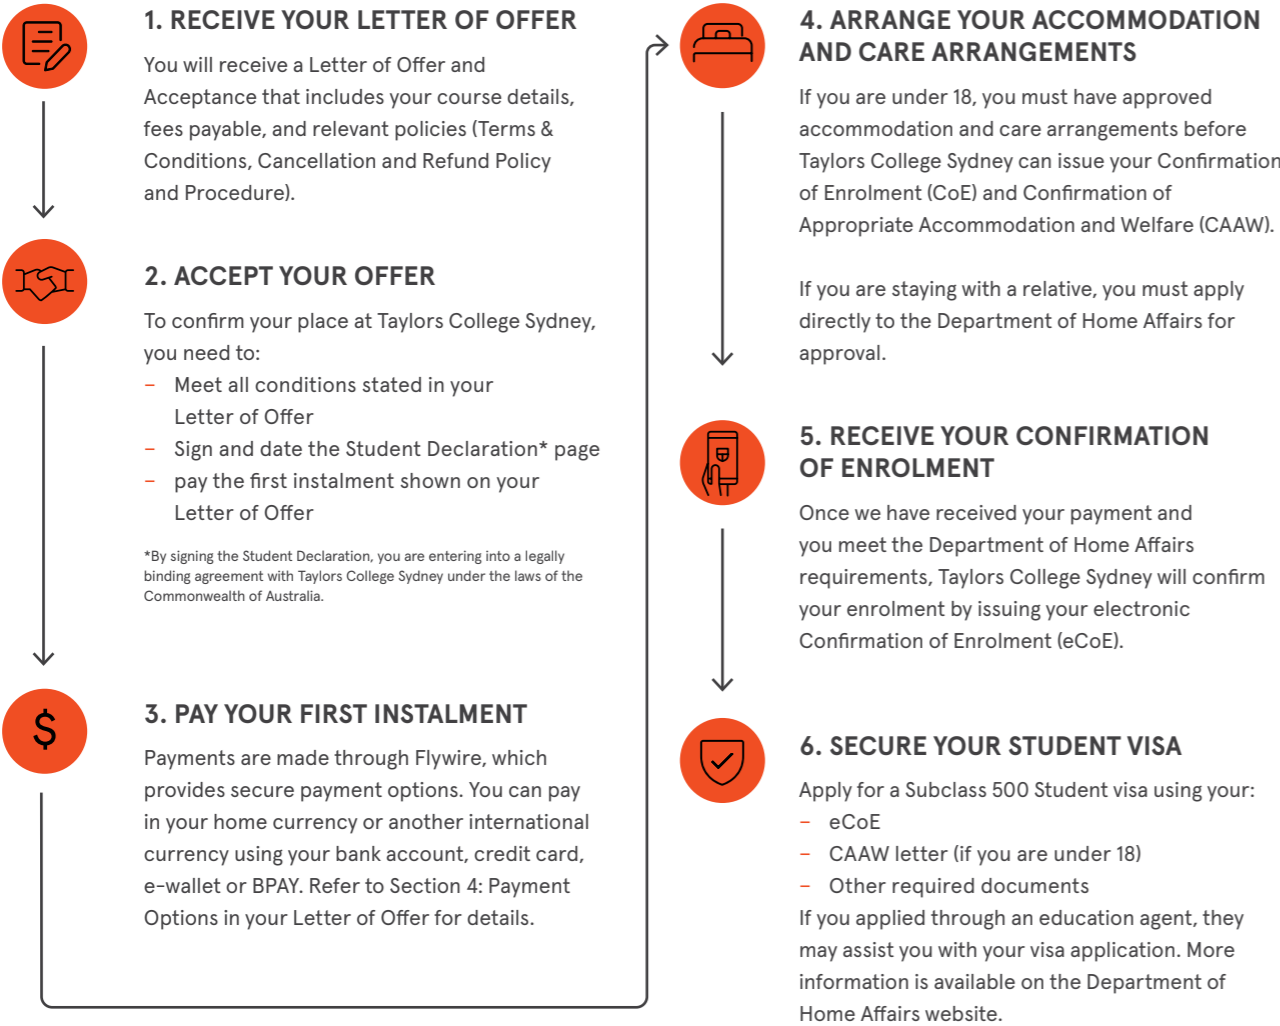 1. RECEIVE YOUR LETTER OF OFFER
You will receive a Letter of Offer and
Acceptance that includes your course details,
fees payable, and relevant policies (Terms &
Conditions, Cancellation and Refund Policy
and Procedure).
2. ACCEPT YOUR OFFER
To confirm your place at Taylors College Sydney,
you need to:
– Meet all conditions stated in your
Letter of Offer
– Sign and date the Student Declaration* page
– pay the first instalment shown on your
Letter of Offer
*By signing the Student Declaration, you are entering into a legally
binding agreement with Taylors College Sydney under the laws of the
Commonwealth of Australia.
$
3. PAY YOUR FIRST INSTALMENT
Payments are made through Flywire, which
provides secure payment options. You can pay
in your home currency or another international
currency using your bank account, credit card,
e-wallet or BPAY. Refer to Section 4: Payment
Options in your Letter of Offer for details.
4. ARRANGE YOUR ACCOMMODATION
AND CARE ARRANGEMENTS
If you are under 18, you must have approved
accommodation and care arrangements before
Taylors College Sydney can issue your Confirmation
of Enrolment (CoE) and Confirmation of
Appropriate Accommodation and Welfare (CAAW).
If you are staying with a relative, you must apply
directly to the Department of Home Affairs for
approval.
5. RECEIVE YOUR CONFIRMATION
OF ENROLMENT
Once we have received your payment and
you meet the Department of Home Affairs
requirements, Taylors College Sydney will confirm
your enrolment by issuing your electronic
Confirmation of Enrolment (eCoE).
6. SECURE YOUR STUDENT VISA
Apply for a Subclass 500 Student visa using your:
– eCoE
– CAAW letter (if you are under 18)
– Other required documents
If you applied through an education agent, they
may assist you with your visa application. More
information is available on the Department of
Home Affairs website.